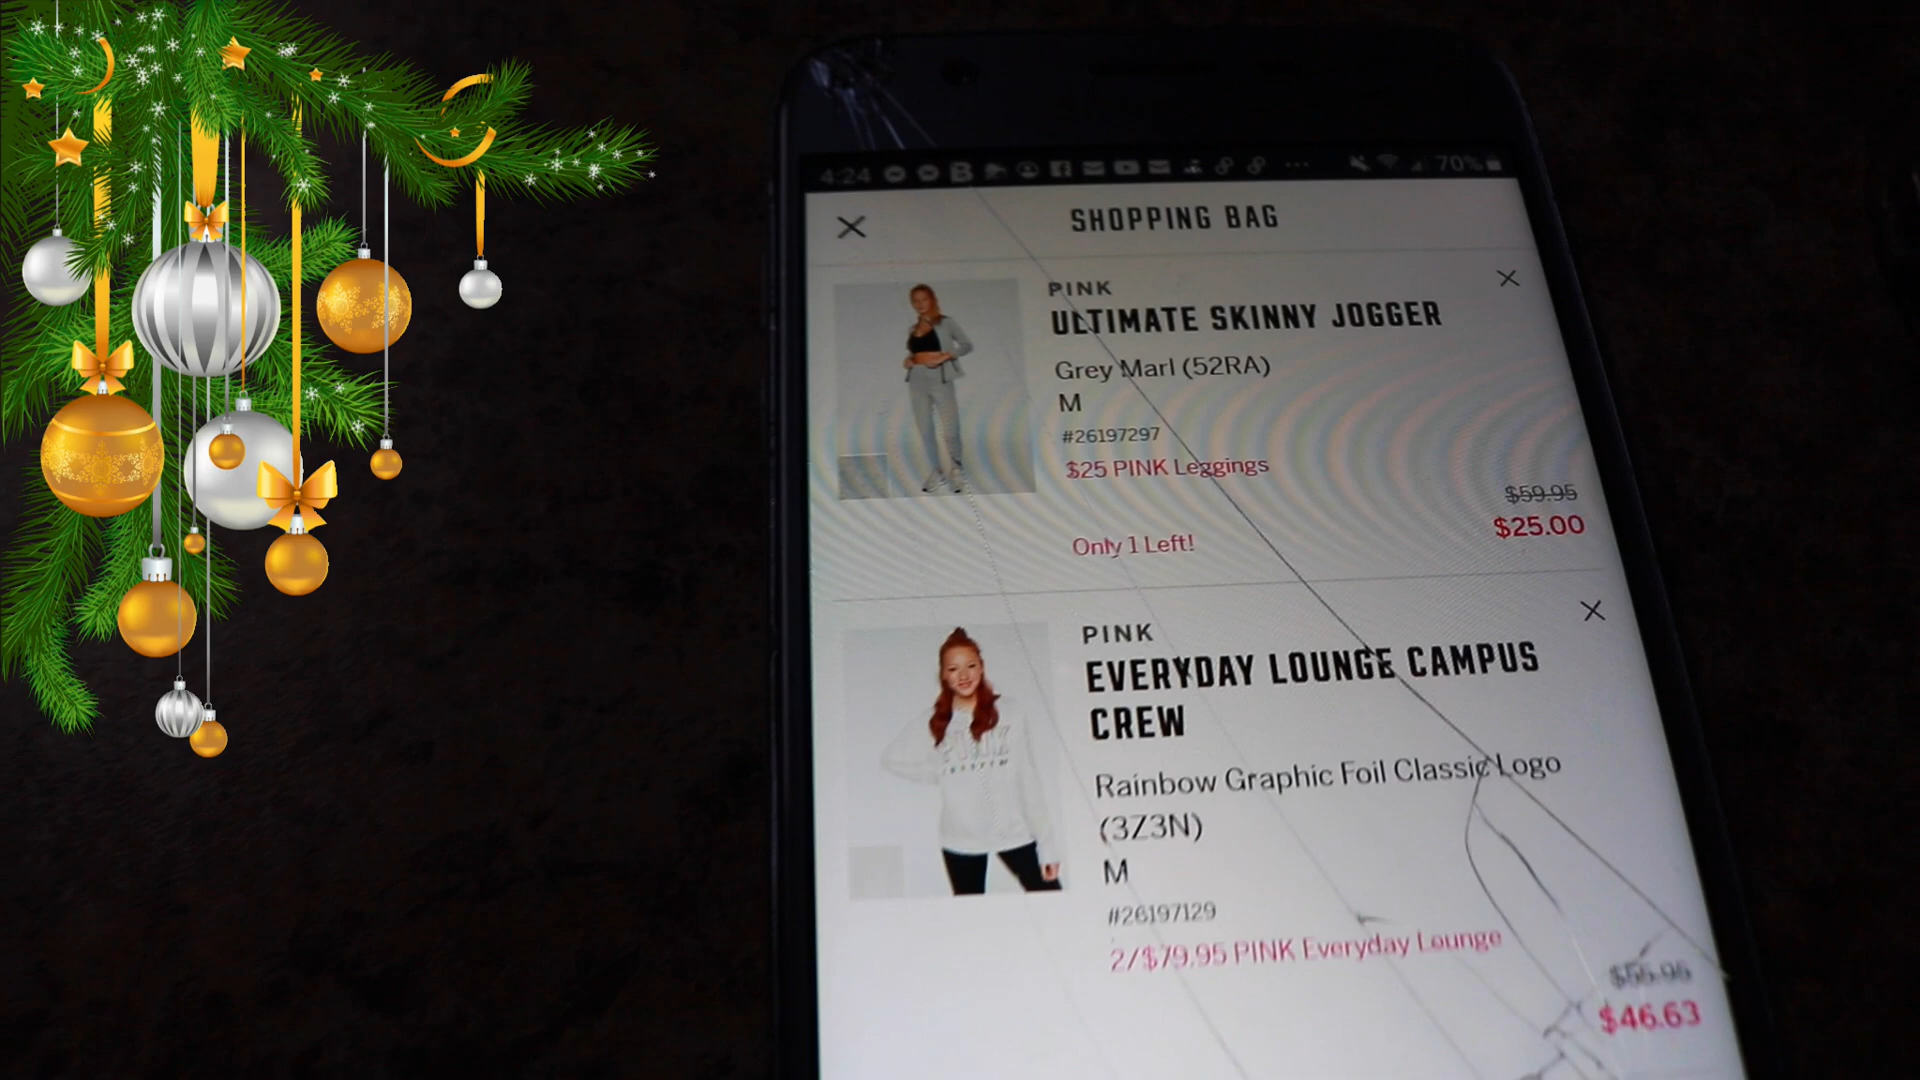 4:24
70%
SHOPPING BAG
PINK
ULTIMATE SKINNY JOGGER
Grey Marl (52RA)
M
#26197297
$25 PINK Leggings
$59.95
$25.00
Only 1 Left!
PINK
EVERYDAY LOUNGE CAMPUS
CREW
Rainbow Graphic Foil Classic Logo
(3Z3N)
M
#26197129
2/$79.95 PINK Everyday Lounge
$46.63